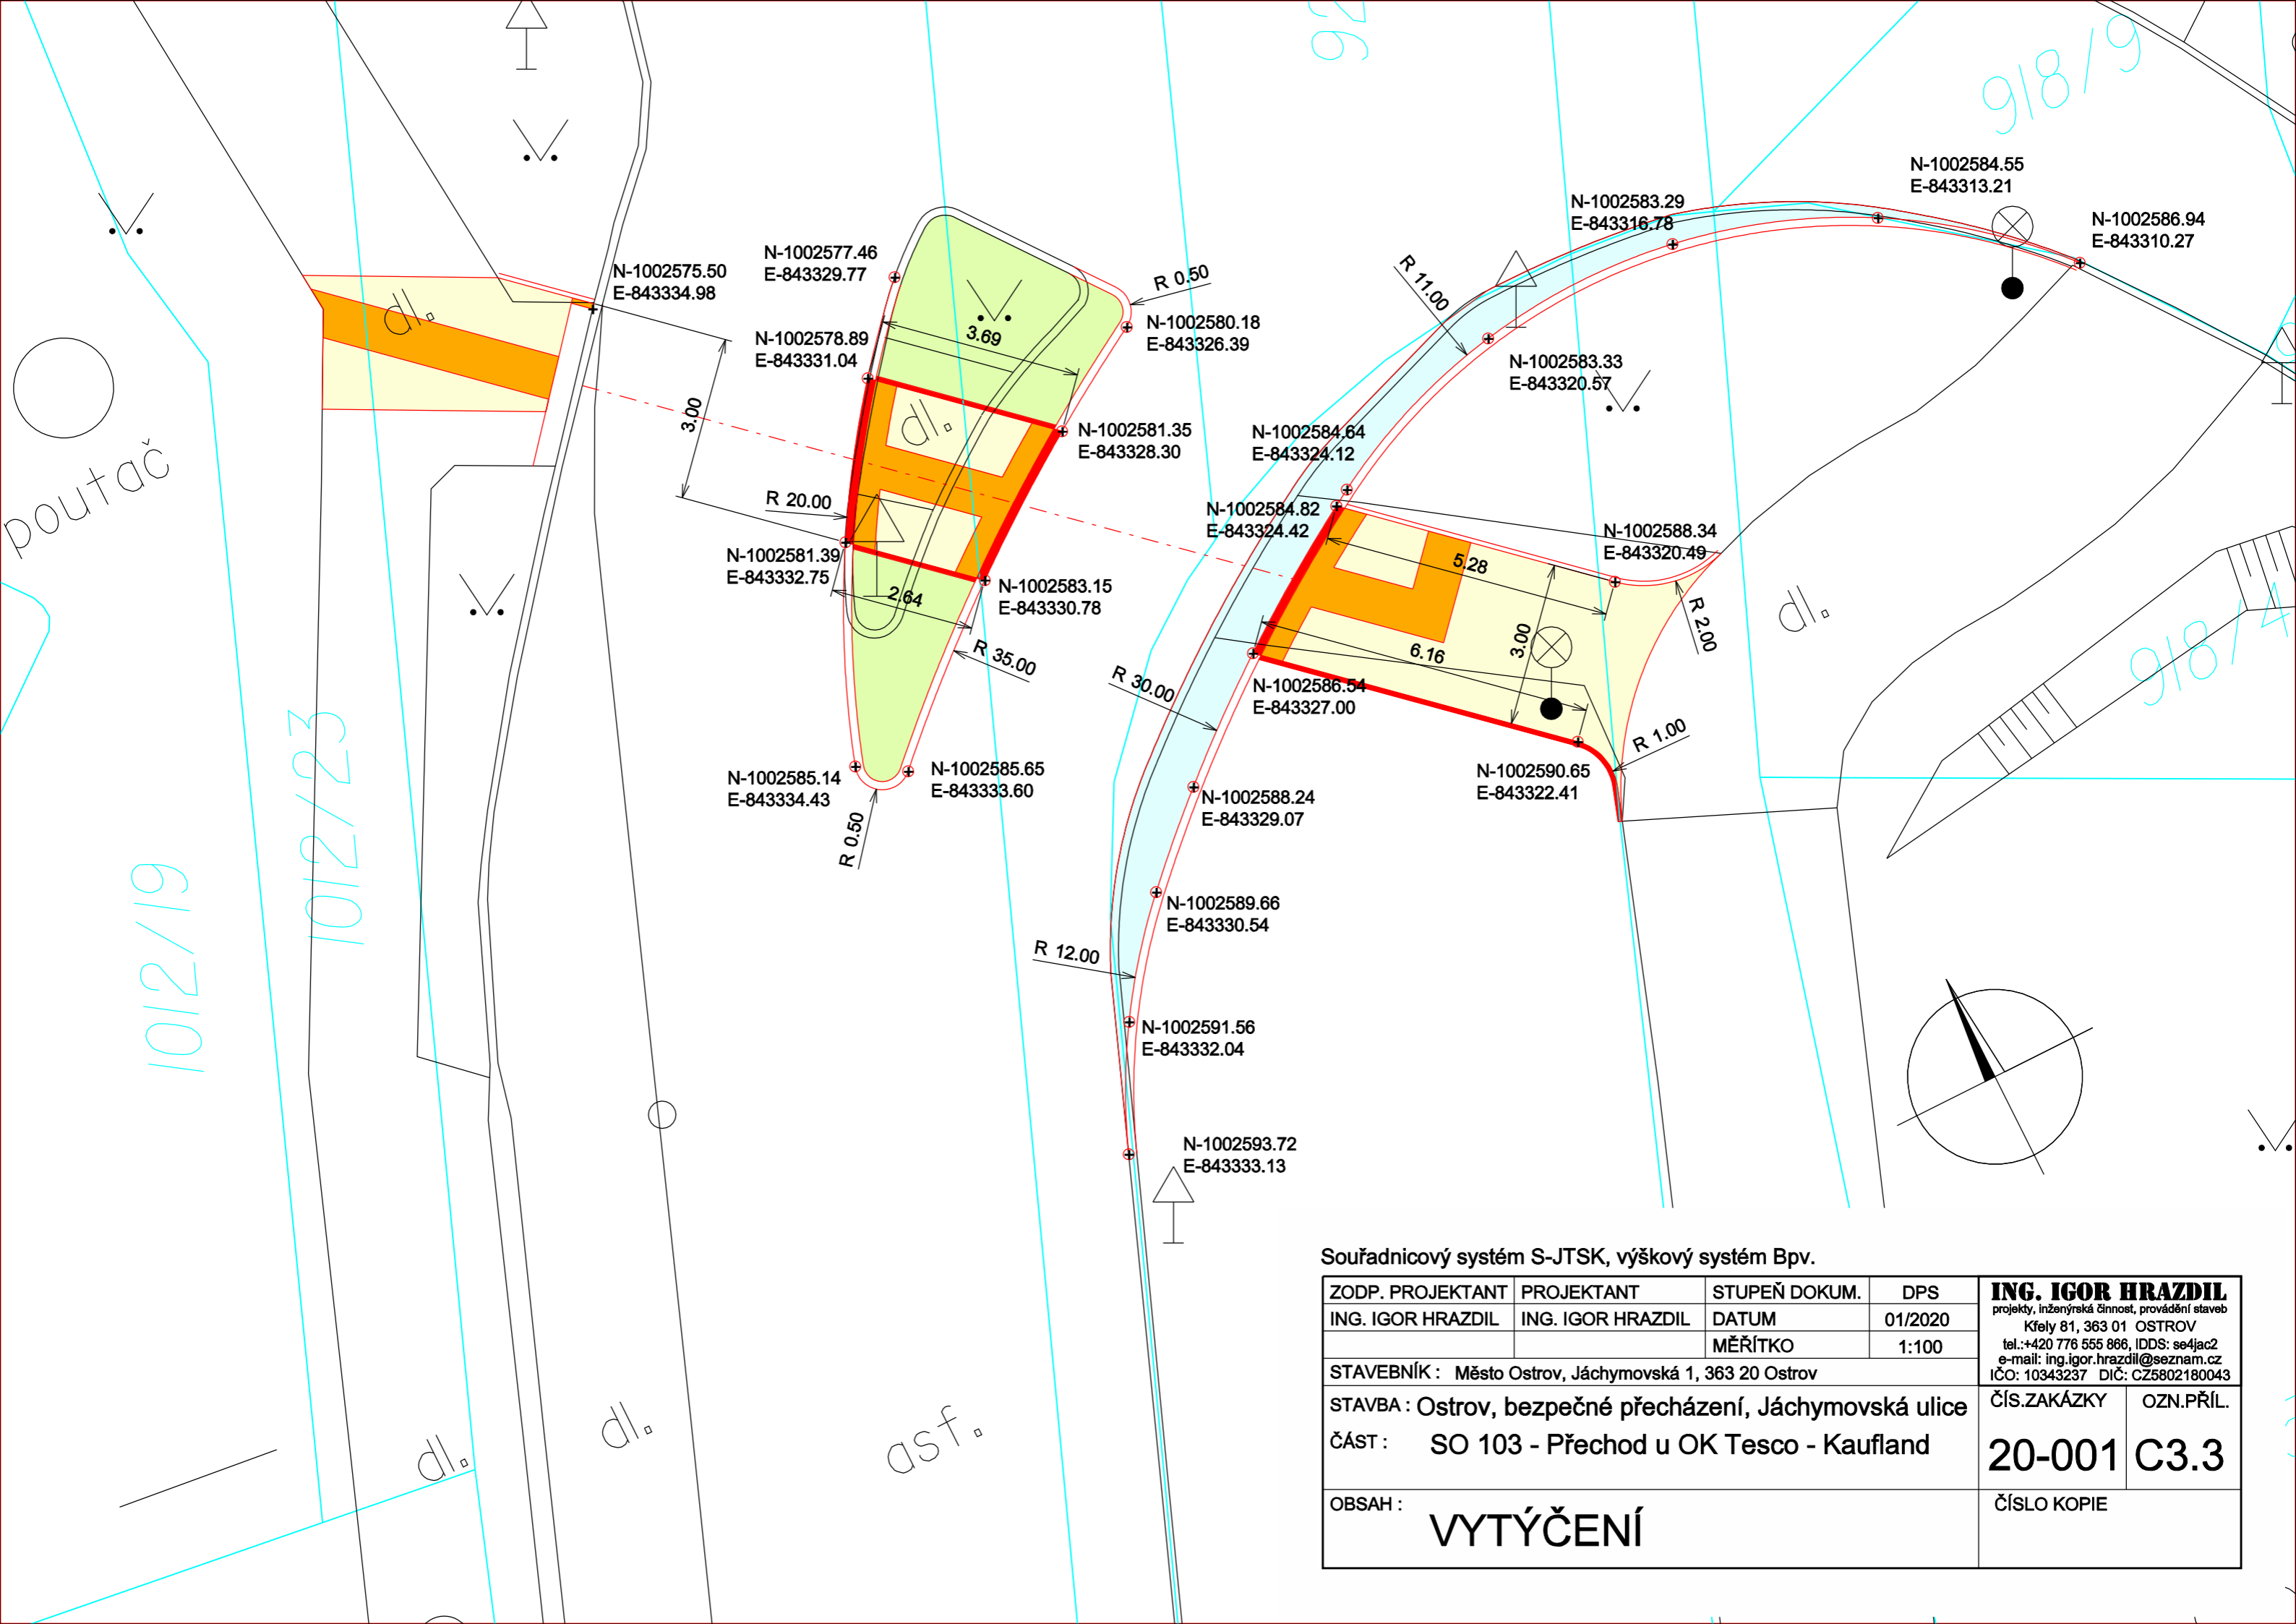 92
918/9
N-1002584.55
E-843313.21
N-1002583.29
E-843316.78
N-1002586.94
E-843310.27
N-1002577.46
E-843329.77
N-1002575.50
E-843334.98
R 0.50
R 11.00
dl.
N-1002578.89
E-843331.04
3.69
N-1002580.18
E-843326.39
N-1002583.33
E-843320.57
3.00
dl.
N-1002581.35
E-843328.30
N-1002584.64
E-843324.12
poutač
R 20.00
N-1002584.82
E-843324.42
N-1002588.34
E-843320.49
N-1002581.39
E-843332.75
5.28
2.64
N-1002583.15
E-843330.78
R 2.00
dl.
3.00
6.16
R 35.00
R 30.00
918/4
N-1002586.54
E-843327.00
R 1.00
1012/23
N-1002585.14
E-843334.43
N-1002585.65
E-843333.60
N-1002590.65
E-843322.41
N-1002588.24
E-843329.07
R 0.50
1012/19
N-1002589.66
E-843330.54
R 12.00
N-1002591.56
E-843332.04
N-1002593.72
E-843333.13
dl.
dl.
asf.
Souřadnicový systém S-JTSK, výškový systém Bpv.
ZODP. PROJEKTANT PROJEKTANT STUPEŇ DOKUM. DPS
ING. IGOR HRAZDIL ING. IGOR HRAZDIL DATUM 01/2020
MĚŘÍTKO 1:100
STAVEBNÍK : Město Ostrov, Jáchymovská 1, 363 20 Ostrov
ING. IGOR HRAZDIL
projekty, inženýrská činnost, provádění staveb
Kfely 81, 363 01 OSTROV
tel.:+420 776 555 866, IDDS: se4jac2
e-mail: ing.igor.hrazdil@seznam.cz
IČO: 10343237 DIČ: CZ5802180043
STAVBA : Ostrov, bezpečné přecházení, Jáchymovská ulice
ČÁST : SO 103 - Přechod u OK Tesco - Kaufland
ČÍS.ZAKÁZKY OZN.PŘÍL.
20-001 C3.3
OBSAH : VYTÝČENÍ
ČÍSLO KOPIE